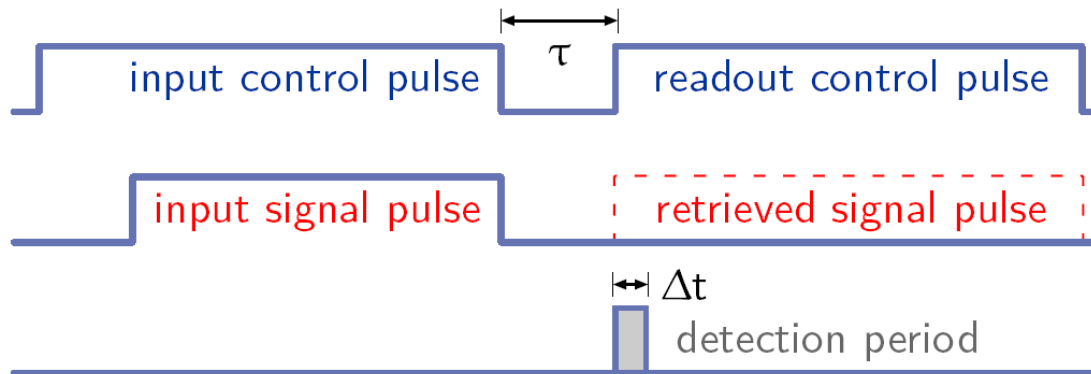 τ
input control pulse
readout control pulse
input signal pulse
retrieved signal pulse
Δt
detection period